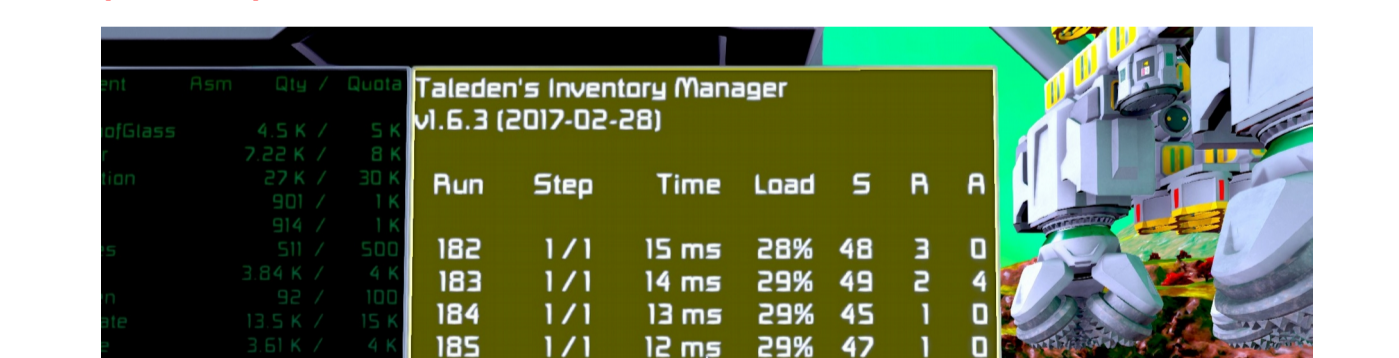 Asm Qty / Quota
ofGlass 4.5 K / 5 K
7.22 K / 8 K
27 K / 30 K
901 / 1 K
914 / 1 K
511 / 500
3.84 K / 4 K
92 / 100
13.5 K / 15 K
3.61 K / 4 K
Taleden's Inventory Manager
v1.6.3 (2017-02-28)
Run Step Time Load S R A
182 1 / 1 15 ms 28% 48 3 0
183 1 / 1 14 ms 29% 49 2 4
184 1 / 1 13 ms 29% 45 1 0
185 1 / 1 12 ms 29% 47 1 0